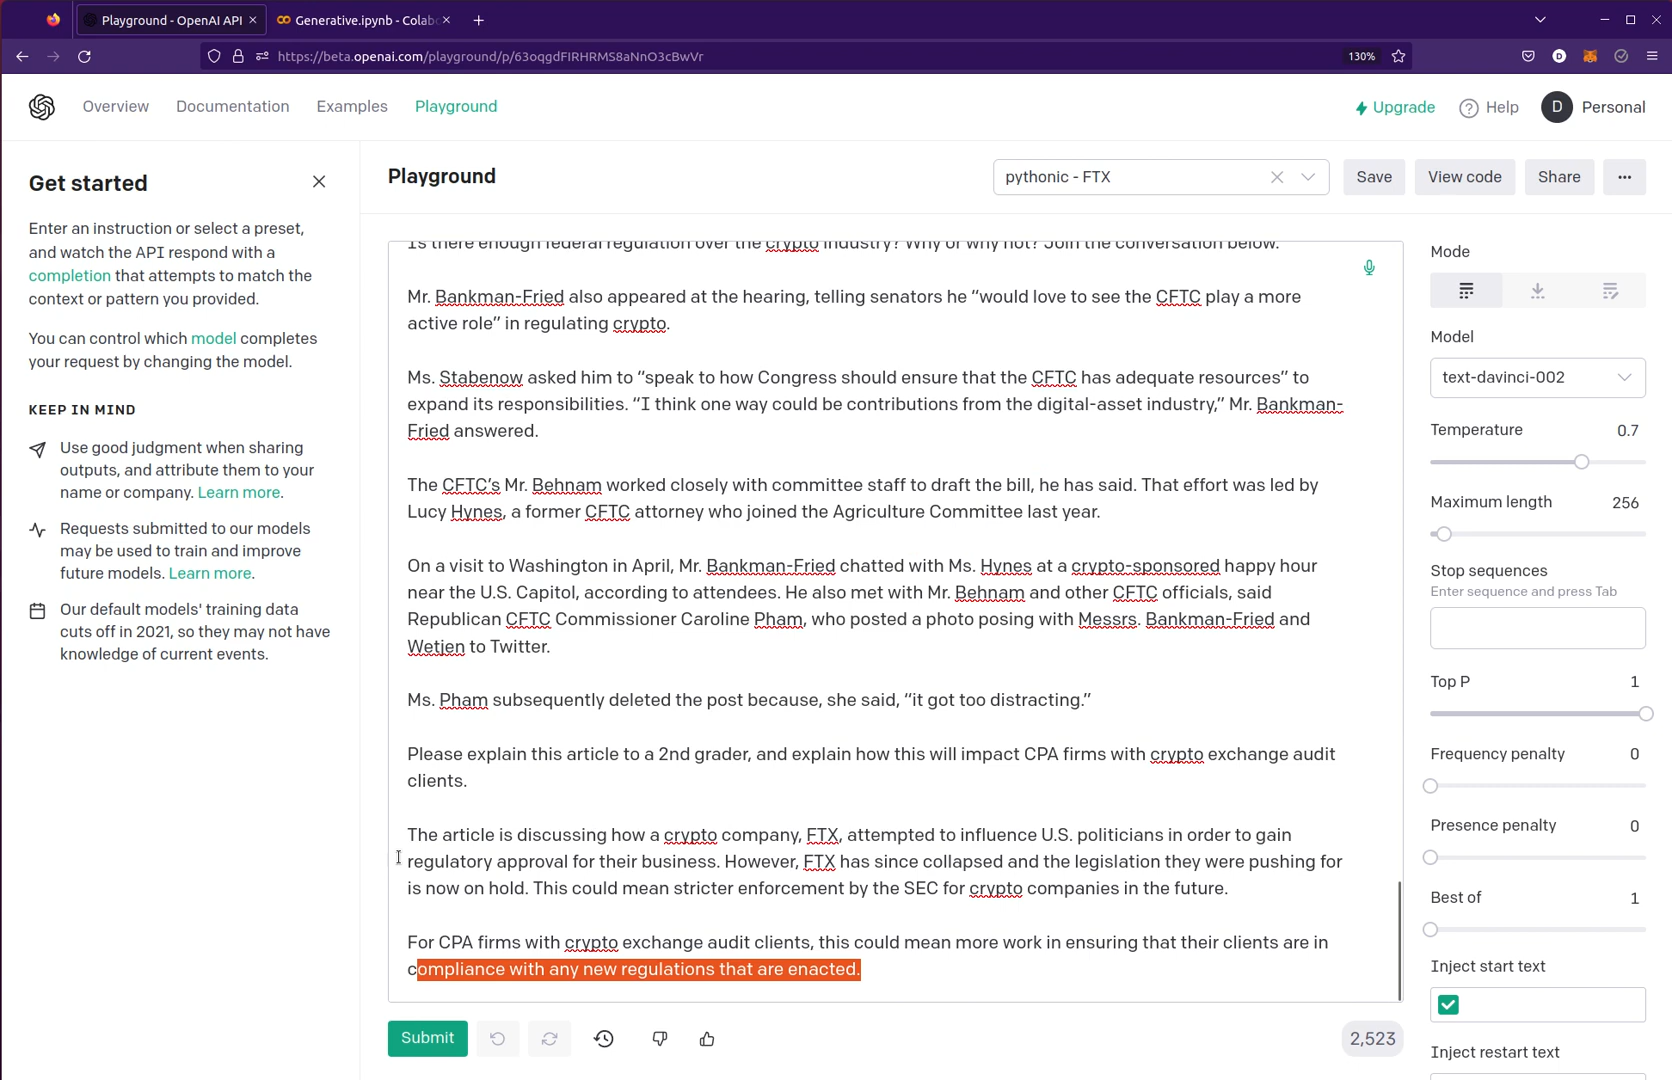 Playground - OpenAI API
Generative.ipynb - Colab
https://beta.openai.com/playground/p/63oqgdFIRHRMS8aNnO3cBwVr
130%
Overview
Documentation
Examples
Playground
Upgrade
Help
D
Personal
Get started
Enter an instruction or select a preset,
and watch the API respond with a
completion that attempts to match the
context or pattern you provided.
You can control which model completes
your request by changing the model.
KEEP IN MIND
Use good judgment when sharing
outputs, and attribute them to your
name or company. Learn more.
Requests submitted to our models
may be used to train and improve
future models. Learn more.
Our default models' training data
cuts off in 2021, so they may not have
knowledge of current events.
Playground
pythonic - FTX
Save
View code
Share
Is there enough federal regulation over the crypto industry? Why or why not? Join the conversation below.
Mr. Bankman-Fried also appeared at the hearing, telling senators he “would love to see the CFTC play a more
active role” in regulating crypto.
Ms. Stabenow asked him to “speak to how Congress should ensure that the CFTC has adequate resources” to
expand its responsibilities. “I think one way could be contributions from the digital-asset industry,” Mr. Bankman-
Fried answered.
The CFTC’s Mr. Behnam worked closely with committee staff to draft the bill, he has said. That effort was led by
Lucy Hynes, a former CFTC attorney who joined the Agriculture Committee last year.
On a visit to Washington in April, Mr. Bankman-Fried chatted with Ms. Hynes at a crypto-sponsored happy hour
near the U.S. Capitol, according to attendees. He also met with Mr. Behnam and other CFTC officials, said
Republican CFTC Commissioner Caroline Pham, who posted a photo posing with Messrs. Bankman-Fried and
Wetjen to Twitter.
Ms. Pham subsequently deleted the post because, she said, “it got too distracting.”
Please explain this article to a 2nd grader, and explain how this will impact CPA firms with crypto exchange audit
clients.
The article is discussing how a crypto company, FTX, attempted to influence U.S. politicians in order to gain
regulatory approval for their business. However, FTX has since collapsed and the legislation they were pushing for
is now on hold. This could mean stricter enforcement by the SEC for crypto companies in the future.
For CPA firms with crypto exchange audit clients, this could mean more work in ensuring that their clients are in
compliance with any new regulations that are enacted.
Submit
2,523
Mode
Model
text-davinci-002
Temperature
0.7
Maximum length
256
Stop sequences
Enter sequence and press Tab
Top P
1
Frequency penalty
0
Presence penalty
0
Best of
1
Inject start text
Inject restart text